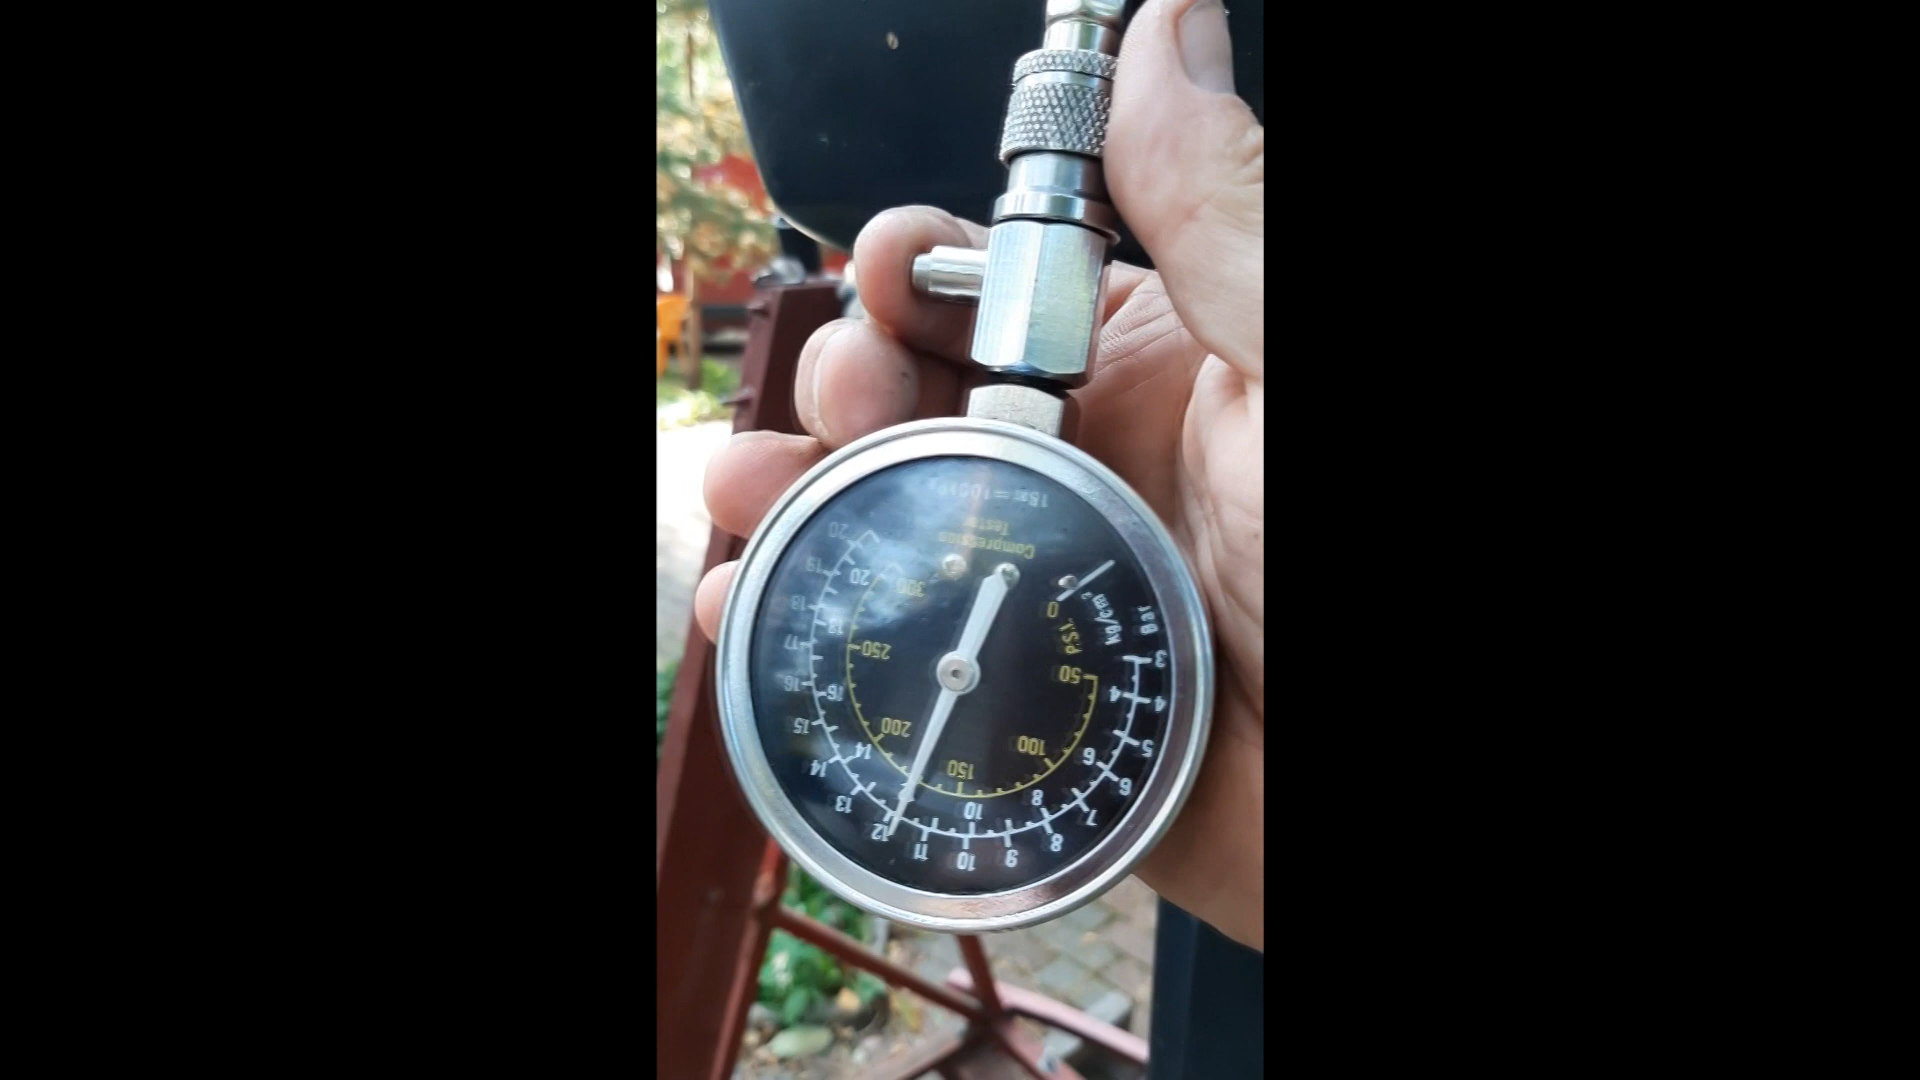 Bar
kg/cm²
P.S.I.
3 4 5 6 7 8 9 10 11 12 13 14 15 16 17 18 19 20
4 6 8 10 14 16 20
0 50 100 150 200 250 300
Compression
Tester
1Bar=100kPa